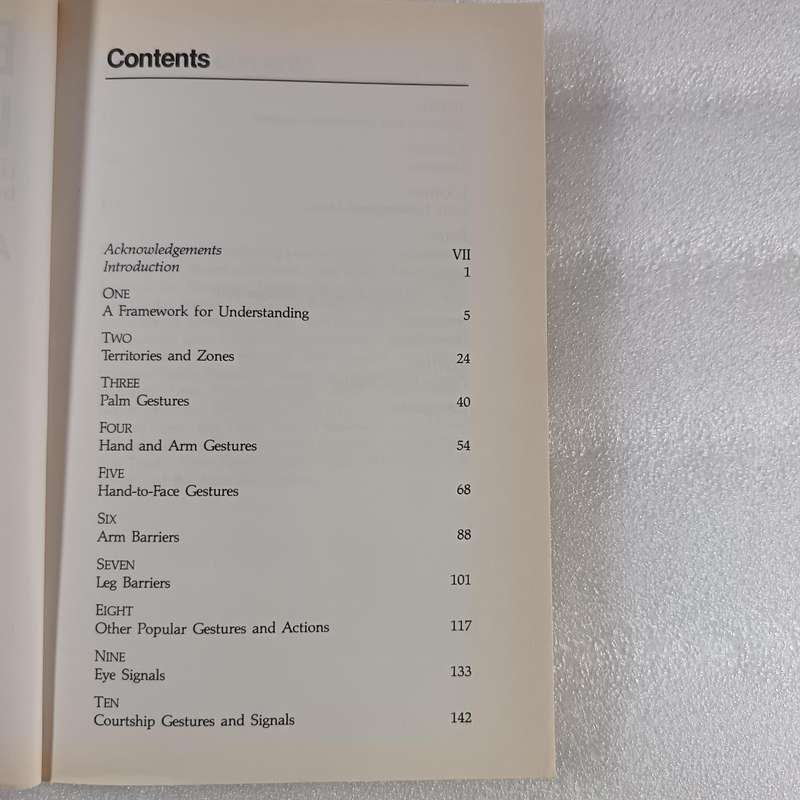 Contents
Acknowledgements VII
Introduction 1
ONE
A Framework for Understanding 5
TWO
Territories and Zones 24
THREE
Palm Gestures 40
FOUR
Hand and Arm Gestures 54
FIVE
Hand-to-Face Gestures 68
SIX
Arm Barriers 88
SEVEN
Leg Barriers 101
EIGHT
Other Popular Gestures and Actions 117
NINE
Eye Signals 133
TEN
Courtship Gestures and Signals 142